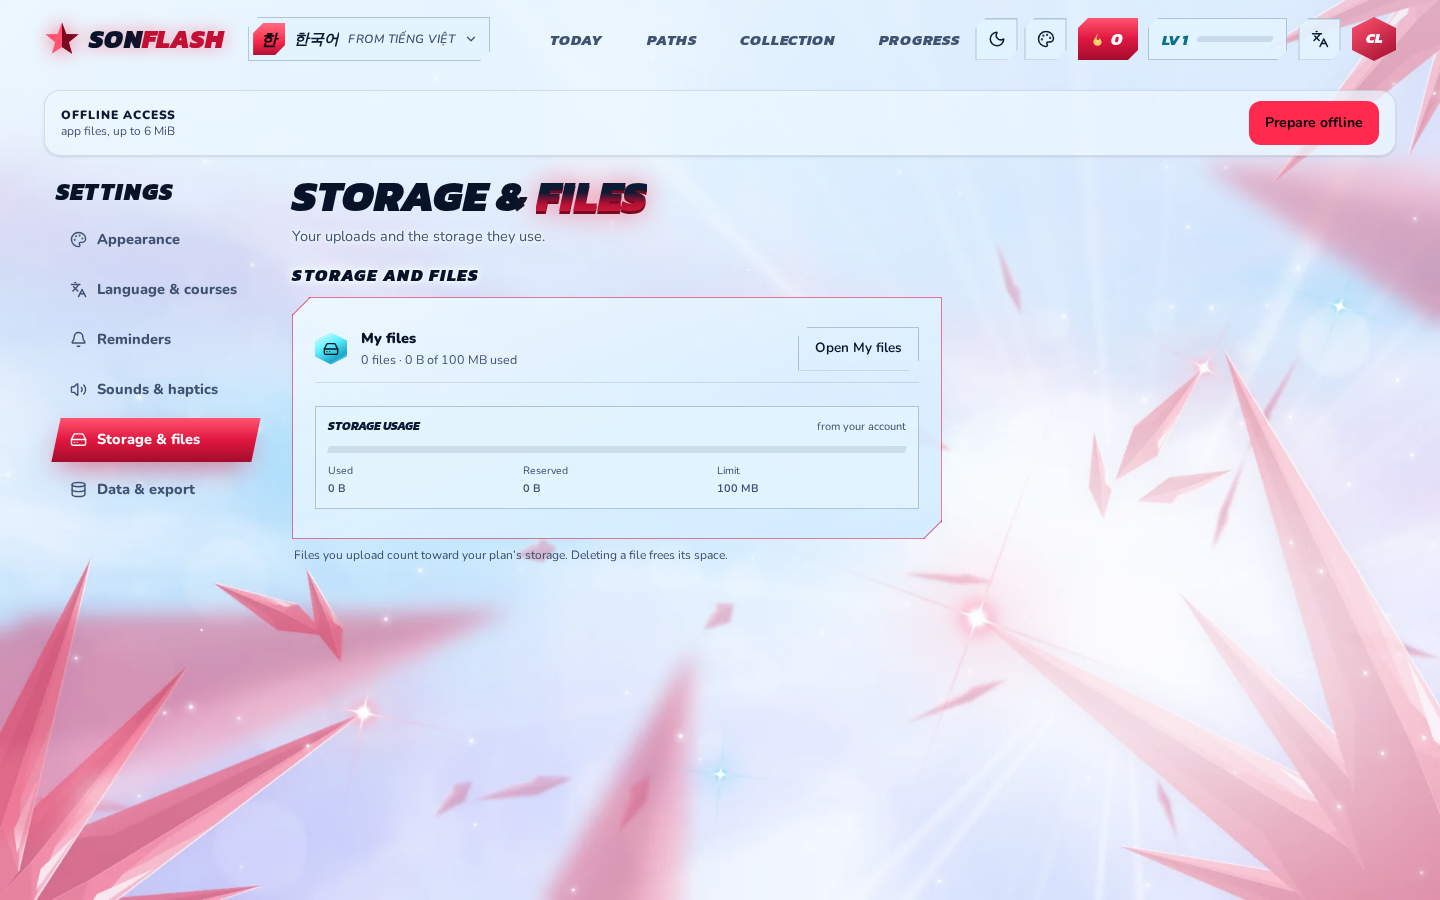 SONFLASH
한 한국어 FROM TIẾNG VIỆT
TODAY
PATHS
COLLECTION
PROGRESS
0
LV 1
CL
OFFLINE ACCESS
app files, up to 6 MiB
Prepare offline
SETTINGS
Appearance
Language & courses
Reminders
Sounds & haptics
Storage & files
Data & export
STORAGE & FILES
Your uploads and the storage they use.
STORAGE AND FILES
My files
0 files · 0 B of 100 MB used
Open My files
STORAGE USAGE
from your account
Used
Reserved
Limit
0 B
0 B
100 MB
Files you upload count toward your plan's storage. Deleting a file frees its space.